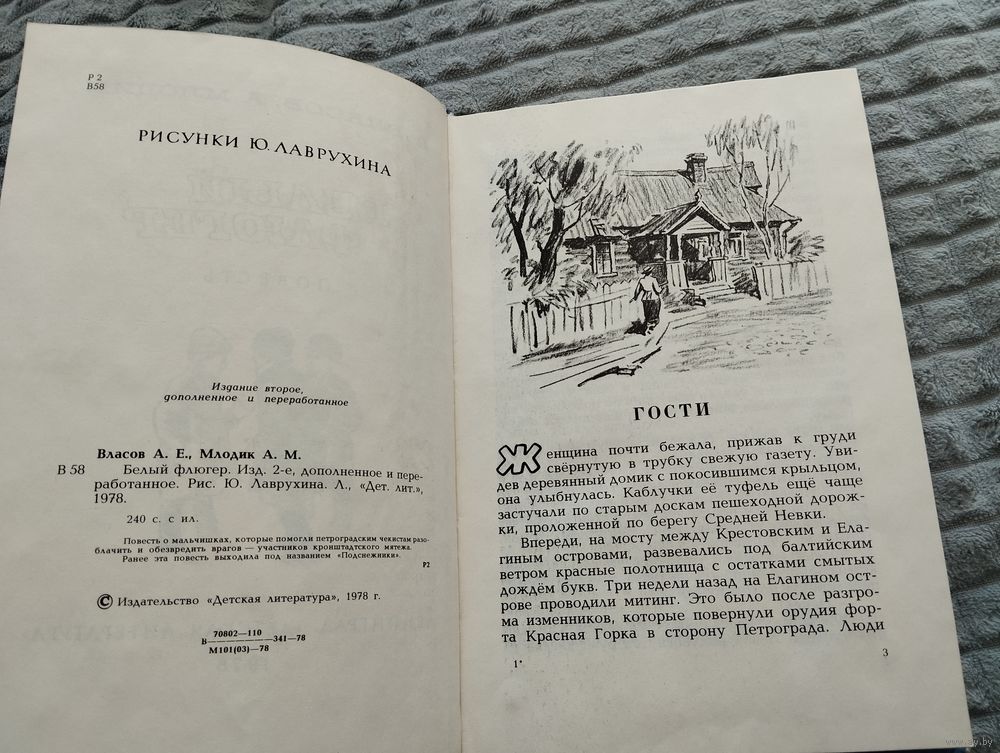 Р 2
В58
РИСУНКИ Ю. ЛАВРУХИНА
Издание второе,
дополненное и переработанное
Власов А. Е., Млодик А. М.
В 58 Белый флюгер. Изд. 2-е, дополненное и пере-
работанное. Рис. Ю. Лаврухина. Л., «Дет. лит.»,
1978.
240 с. с ил.
Повесть о мальчишках, которые помогли петроградским чекистам разо-
блачить и обезвредить врагов — участников кронштадтского мятежа.
Ранее эта повесть выходила под названием «Подснежники».
Р2
© Издательство «Детская литература», 1978 г.
70802—110
В————341—78
М101(03)—78
ГОСТИ
Женщина почти бежала, прижав к груди
свёрнутую в трубку свежую газету. Уви-
дев деревянный домик с покосившимся крыльцом,
она улыбнулась. Каблучки её туфель ещё чаще
застучали по старым доскам пешеходной дорож-
ки, проложенной по берегу Средней Невки.
Впереди, на мосту между Крестовским и Ела-
гиным островами, развевались под балтийским
ветром красные полотнища с остатками смытых
дождём букв. Три недели назад на Елагином ост-
рове проводили митинг. Это было после разгро-
ма изменников, которые повернули орудия фор-
та Красная Горка в сторону Петрограда. Люди
1*
3